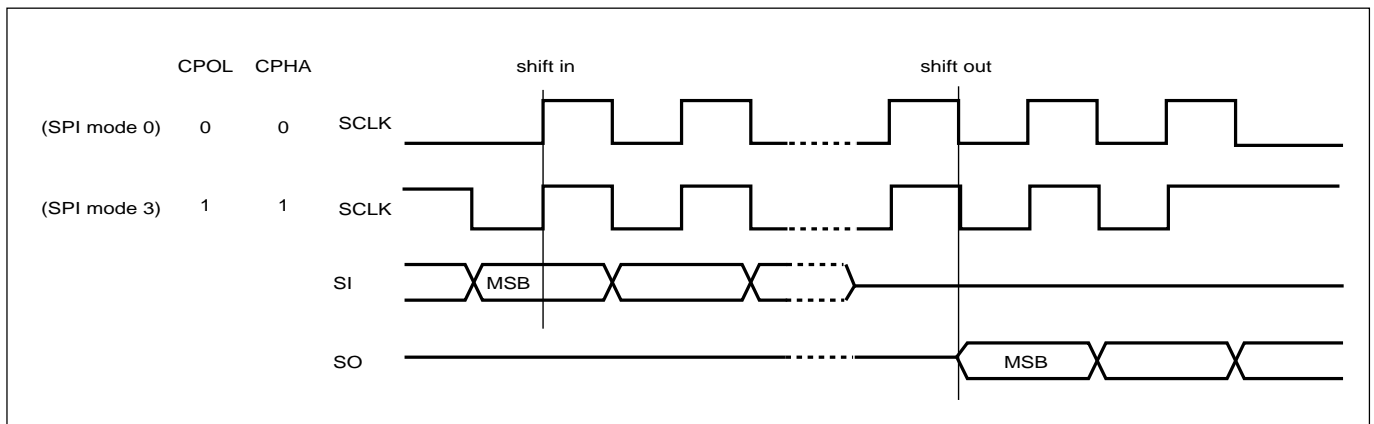 CPOL CPHA shift in shift out
(SPI mode 0) 0 0 SCLK
(SPI mode 3) 1 1 SCLK
SI MSB
SO MSB